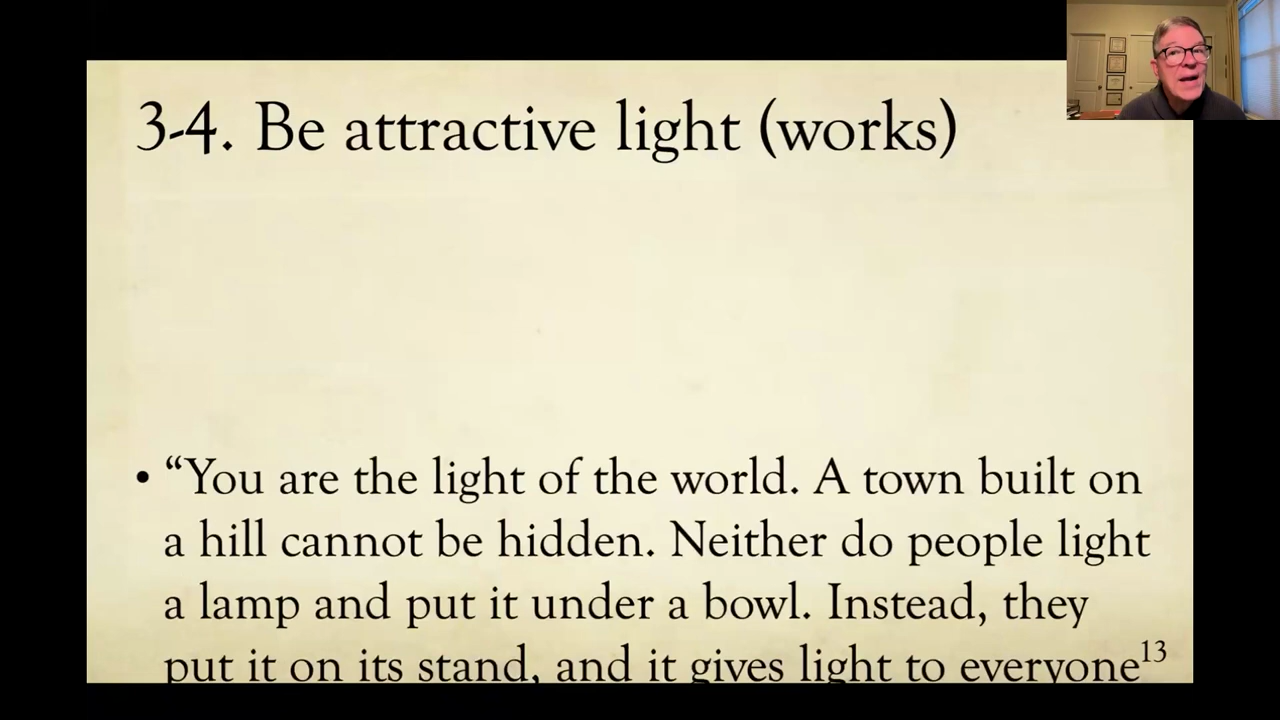 3-4. Be attractive light (works)
• “You are the light of the world. A town built on
a hill cannot be hidden. Neither do people light
a lamp and put it under a bowl. Instead, they
put it on its stand, and it gives light to everyone
13